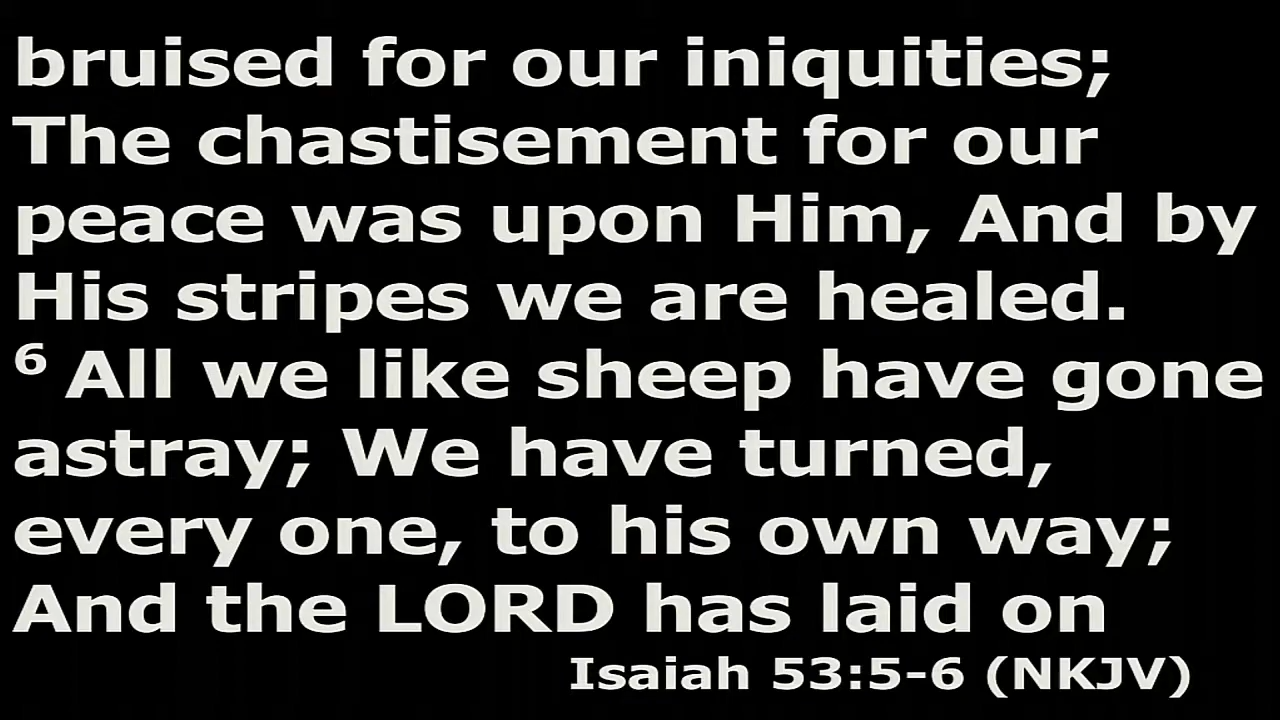 bruised for our iniquities;
The chastisement for our
peace was upon Him, And by
His stripes we are healed.
6 All we like sheep have gone
astray; We have turned,
every one, to his own way;
And the LORD has laid on
Isaiah 53:5-6 (NKJV)